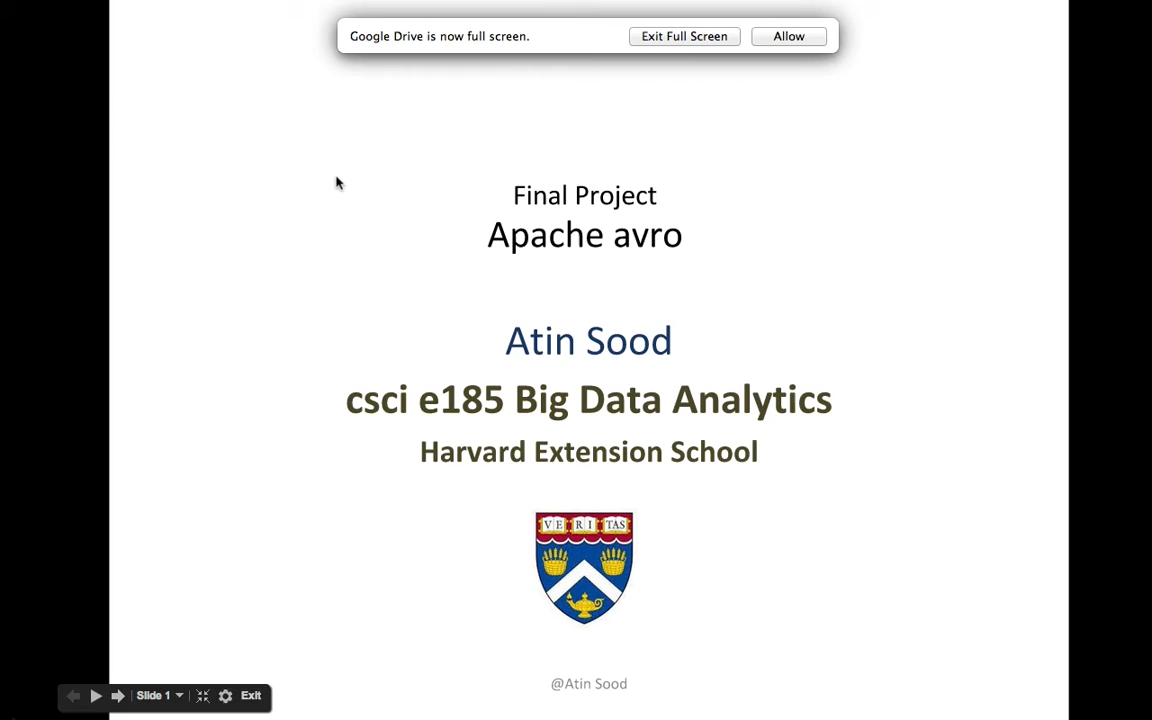 Google Drive is now full screen.
Exit Full Screen
Allow
Final Project
Apache avro
Atin Sood
csci e185 Big Data Analytics
Harvard Extension School
VE RI TAS
@Atin Sood
Slide 1
Exit